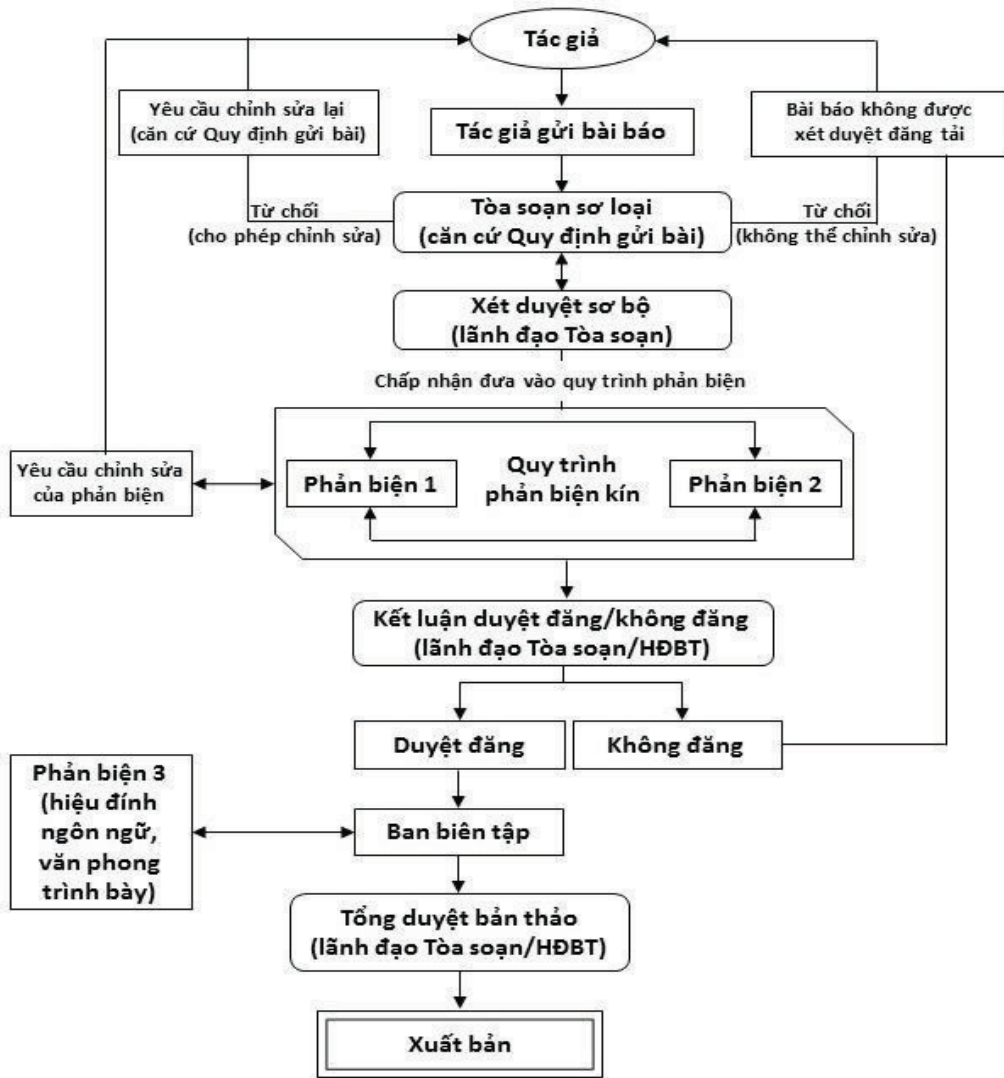 Tác giả
Yêu cầu chỉnh sửa lại
(căn cứ Quy định gửi bài)
Tác giả gửi bài báo
Bài báo không được
xét duyệt đăng tải
Từ chối
(cho phép chỉnh sửa)
Tòa soạn sơ loại
(căn cứ Quy định gửi bài)
Từ chối
(không thể chỉnh sửa)
Xét duyệt sơ bộ
(lãnh đạo Tòa soạn)
Chấp nhận đưa vào quy trình phản biện
Yêu cầu chỉnh sửa
của phản biện
Phản biện 1
Quy trình
phản biện kín
Phản biện 2
Kết luận duyệt đăng/không đăng
(lãnh đạo Tòa soạn/HĐBT)
Duyệt đăng
Không đăng
Phản biện 3
(hiệu đính
ngôn ngữ,
văn phong
trình bày)
Ban biên tập
Tổng duyệt bản thảo
(lãnh đạo Tòa soạn/HĐBT)
Xuất bản